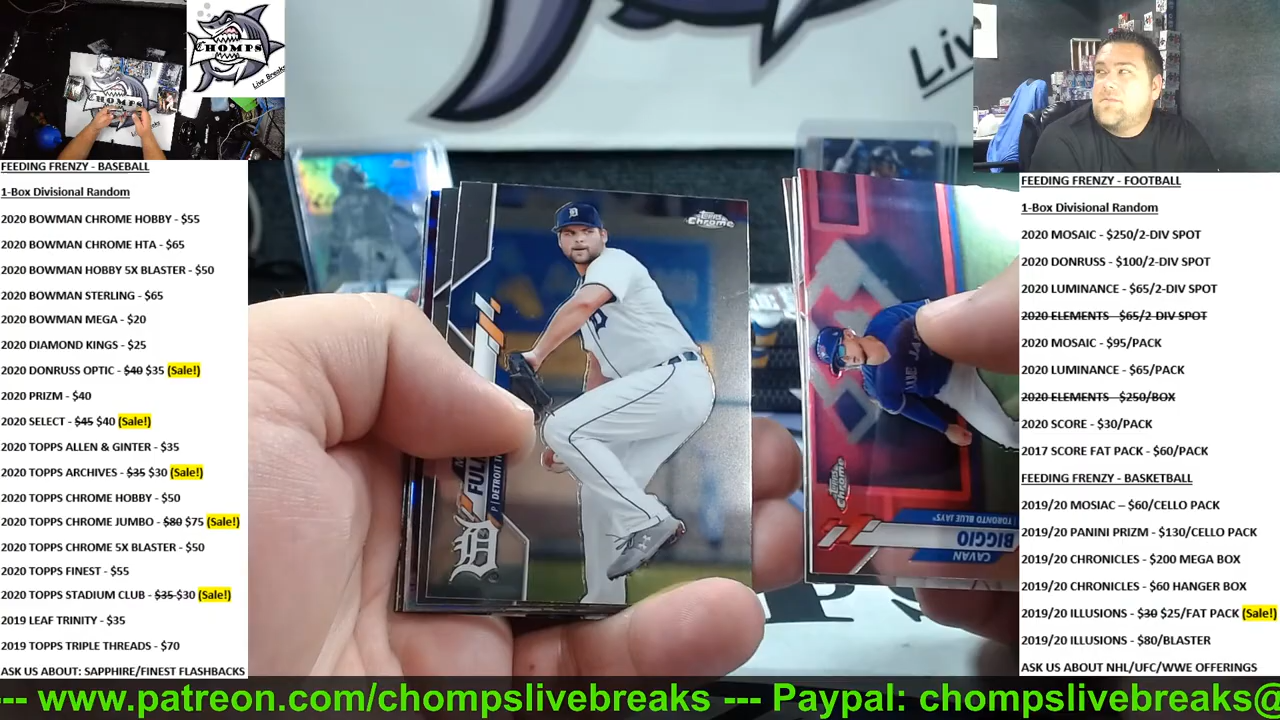 CHOMPS
Live Breaks
CHOMPS
Liv
FEEDING FRENZY - BASEBALL
1-Box Divisional Random
2020 BOWMAN CHROME HOBBY - $55
2020 BOWMAN CHROME HTA - $65
2020 BOWMAN HOBBY 5X BLASTER - $50
2020 BOWMAN STERLING - $65
2020 BOWMAN MEGA - $20
2020 DIAMOND KINGS - $25
2020 DONRUSS OPTIC - $40 $35 (Sale!)
2020 PRIZM - $40
2020 SELECT - $45 $40 (Sale!)
2020 TOPPS ALLEN & GINTER - $35
2020 TOPPS ARCHIVES - $35 $30 (Sale!)
2020 TOPPS CHROME HOBBY - $50
2020 TOPPS CHROME JUMBO - $80 $75 (Sale!)
2020 TOPPS CHROME 5X BLASTER - $50
2020 TOPPS FINEST - $55
2020 TOPPS STADIUM CLUB - $35 $30 (Sale!)
2019 LEAF TRINITY - $35
2019 TOPPS TRIPLE THREADS - $70
ASK US ABOUT: SAPPHIRE/FINEST FLASHBACKS
Topps Chrome
D
FUL
P | DETROIT
Topps Chrome
CAVAN
BIGGIO
TORONTO BLUE JAYS
FEEDING FRENZY - FOOTBALL
1-Box Divisional Random
2020 MOSAIC - $250/2-DIV SPOT
2020 DONRUSS - $100/2-DIV SPOT
2020 LUMINANCE - $65/2-DIV SPOT
2020 ELEMENTS - $65/2-DIV SPOT
2020 MOSAIC - $95/PACK
2020 LUMINANCE - $65/PACK
2020 ELEMENTS - $250/BOX
2020 SCORE - $30/PACK
2017 SCORE FAT PACK - $60/PACK
FEEDING FRENZY - BASKETBALL
2019/20 MOSIAC – $60/CELLO PACK
2019/20 PANINI PRIZM - $130/CELLO PACK
2019/20 CHRONICLES - $200 MEGA BOX
2019/20 CHRONICLES - $60 HANGER BOX
2019/20 ILLUSIONS - $30 $25/FAT PACK (Sale!)
2019/20 ILLUSIONS - $80/BLASTER
ASK US ABOUT NHL/UFC/WWE OFFERINGS
--- www.patreon.com/chompslivebreaks --- Paypal: chompslivebreaks@